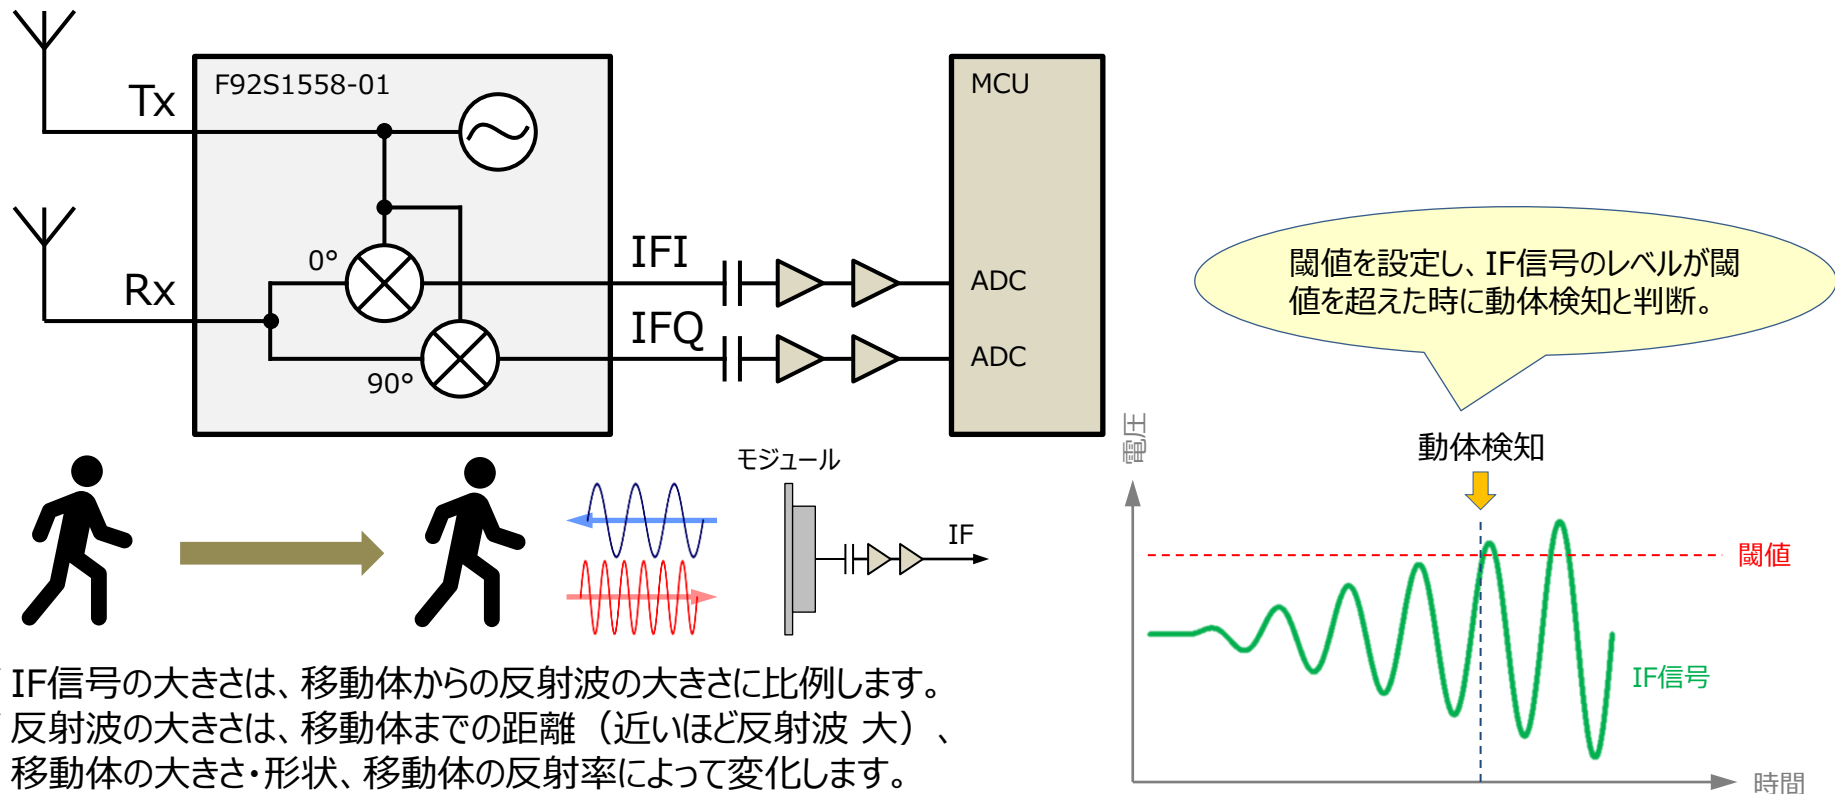 F92S1558-01
Tx
Rx
0°
90°
IFI
IFQ
MCU
ADC
ADC
閾値を設定し、IF信号のレベルが閾
値を超えた時に動体検知と判断。
モジュール
IF
電圧
動体検知
閾値
IF信号
時間
IF信号の大きさは、移動体からの反射波の大きさに比例します。
反射波の大きさは、移動体までの距離（近いほど反射波 大）、
移動体の大きさ・形状、移動体の反射率によって変化します。